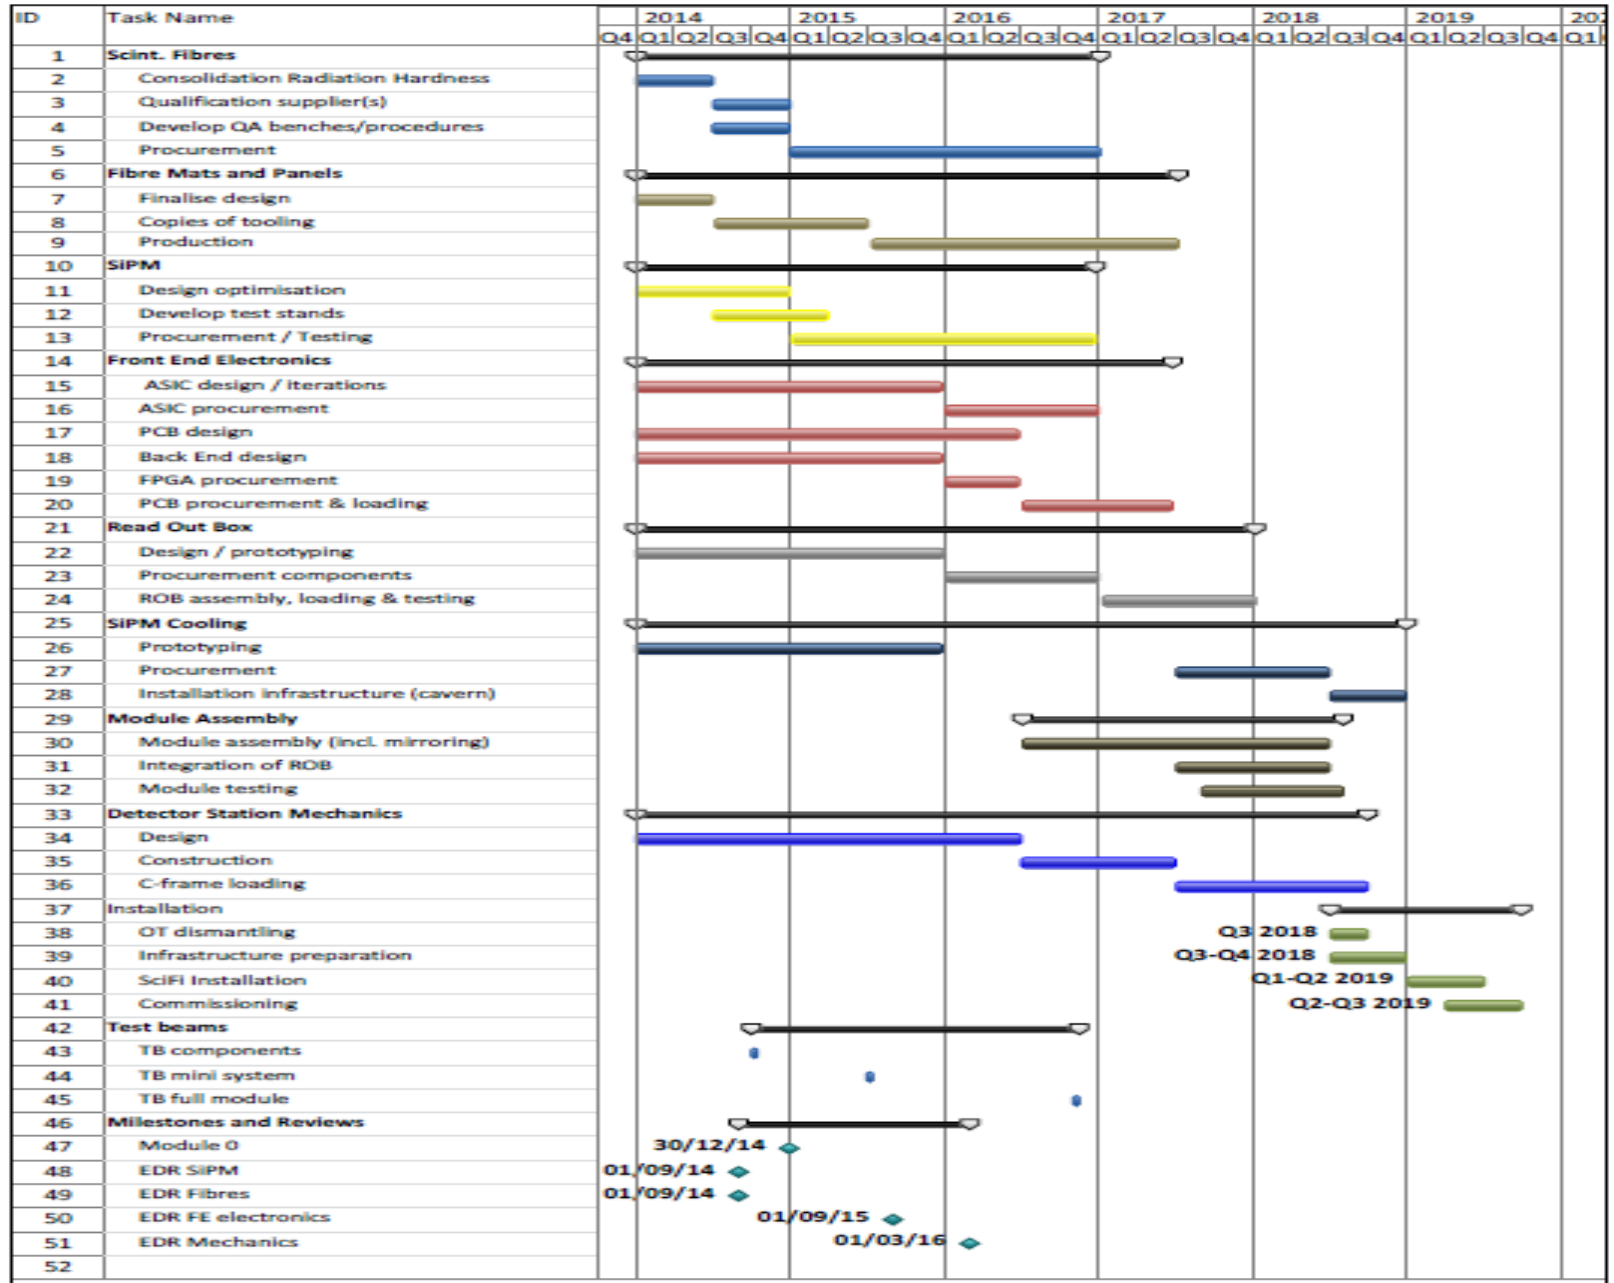 ID Task Name 2014 2015 2016 2017 2018 2019 202
Q4 Q1 Q2 Q3 Q4 Q1 Q2 Q3 Q4 Q1 Q2 Q3 Q4 Q1 Q2 Q3 Q4 Q1 Q2 Q3 Q4 Q1 Q2 Q3 Q4 Q1
1 Scint. Fibres
2 Consolidation Radiation Hardness
3 Qualification supplier(s)
4 Develop QA benches/procedures
5 Procurement
6 Fibre Mats and Panels
7 Finalise design
8 Copies of tooling
9 Production
10 SiPM
11 Design optimisation
12 Develop test stands
13 Procurement / Testing
14 Front End Electronics
15 ASIC design / iterations
16 ASIC procurement
17 PCB design
18 Back End design
19 FPGA procurement
20 PCB procurement & loading
21 Read Out Box
22 Design / prototyping
23 Procurement components
24 ROB assembly, loading & testing
25 SiPM Cooling
26 Prototyping
27 Procurement
28 Installation infrastructure (cavern)
29 Module Assembly
30 Module assembly (incl. mirroring)
31 Integration of ROB
32 Module testing
33 Detector Station Mechanics
34 Design
35 Construction
36 C-frame loading
37 Installation
38 OT dismantling Q3 2018
39 Infrastructure preparation Q3-Q4 2018
40 SciFi Installation Q1-Q2 2019
41 Commissioning Q2-Q3 2019
42 Test beams
43 TB components
44 TB mini system
45 TB full module
46 Milestones and Reviews
47 Module 0 30/12/14
48 EDR SiPM 01/09/14
49 EDR Fibres 01/09/14
50 EDR FE electronics 01/09/15
51 EDR Mechanics 01/03/16
52